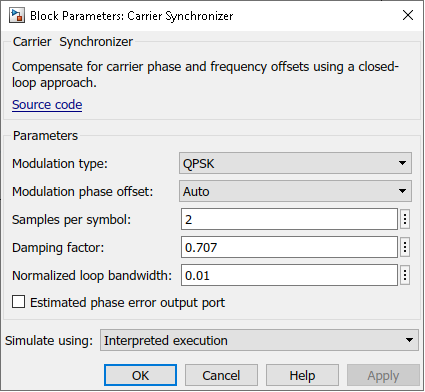 Block Parameters: Carrier Synchronizer
Carrier Synchronizer
Compensate for carrier phase and frequency offsets using a closed-
loop approach.
Source code
Parameters
Modulation type: QPSK
Modulation phase offset: Auto
Samples per symbol: 2
Damping factor: 0.707
Normalized loop bandwidth: 0.01
Estimated phase error output port
Simulate using: Interpreted execution
OK Cancel Help Apply